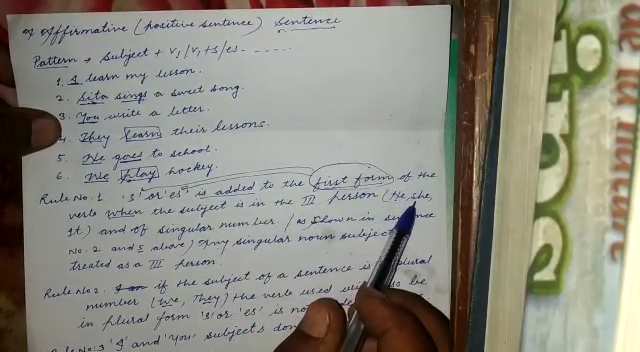 Affirmative (positive sentence) Sentence
Pattern → Subject + V1/V1+s/es- - - - - - -
1. I learn my lesson.
2. Sita sings a sweet song.
3. You write a letter.
4. They learn their lessons.
5. He goes to school.
6. We play hockey.
Rule No. 1 's' or 'es' is added to the first form of the
verb when the subject is in the III person (He, she,
It) and of singular number (as shown in
No. 2 and 5 above) Any singular noun subject
treated as a III person.
Rule No 2. if the subject of a sentence is plural
number (We, They) the verb used will be
in plural form 's' or 'es' is not
Rule No: 3 'I' and 'You' subjects